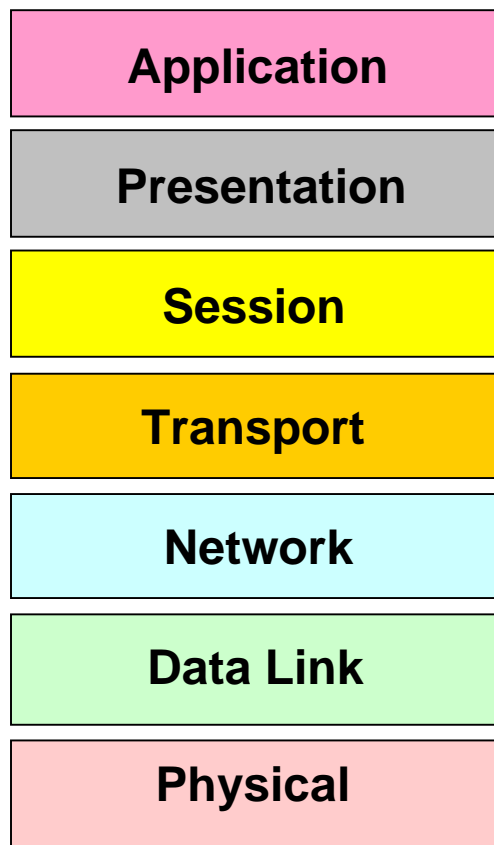 Application
Presentation
Session
Transport
Network
Data Link
Physical